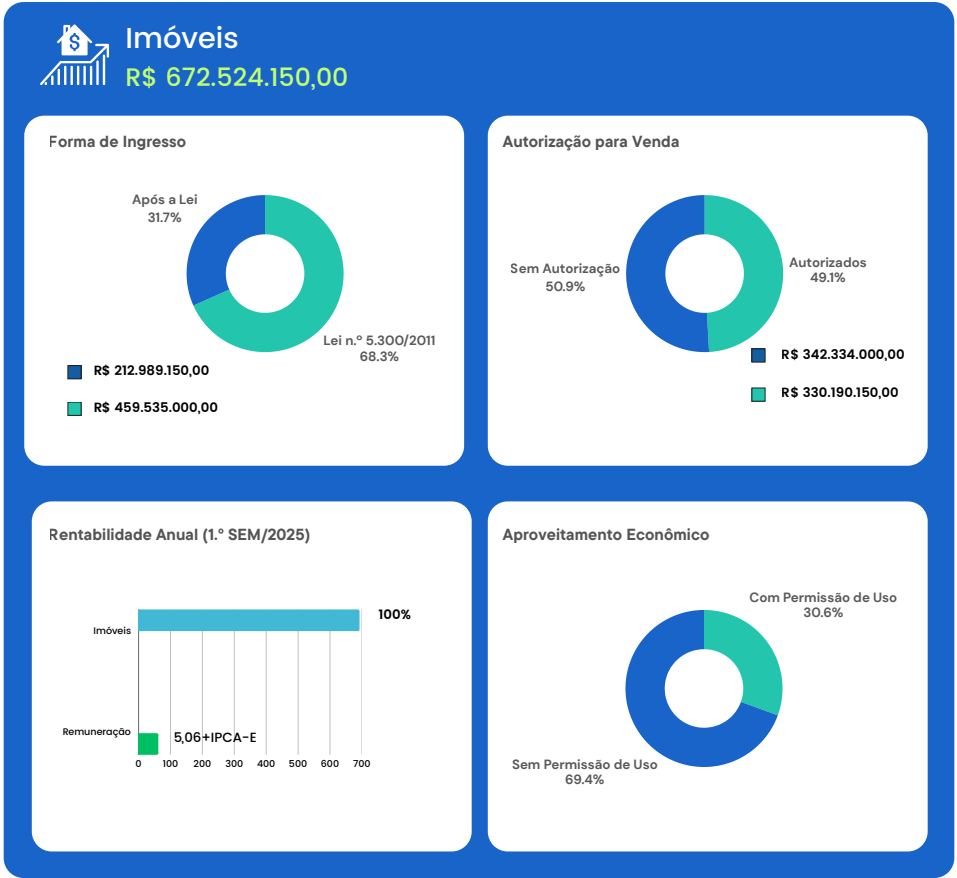 $
Imóveis
R$ 672.524.150,00
Forma de Ingresso
Após a Lei
31.7%
Lei n.º 5.300/2011
68.3%
R$ 212.989.150,00
R$ 459.535.000,00
Autorização para Venda
Sem Autorização
50.9%
Autorizados
49.1%
R$ 342.334.000,00
R$ 330.190.150,00
Rentabilidade Anual (1.º SEM/2025)
Imóveis
100%
Remuneração
5,06+IPCA-E
0 100 200 300 400 500 600 700
Aproveitamento Econômico
Com Permissão de Uso
30.6%
Sem Permissão de Uso
69.4%